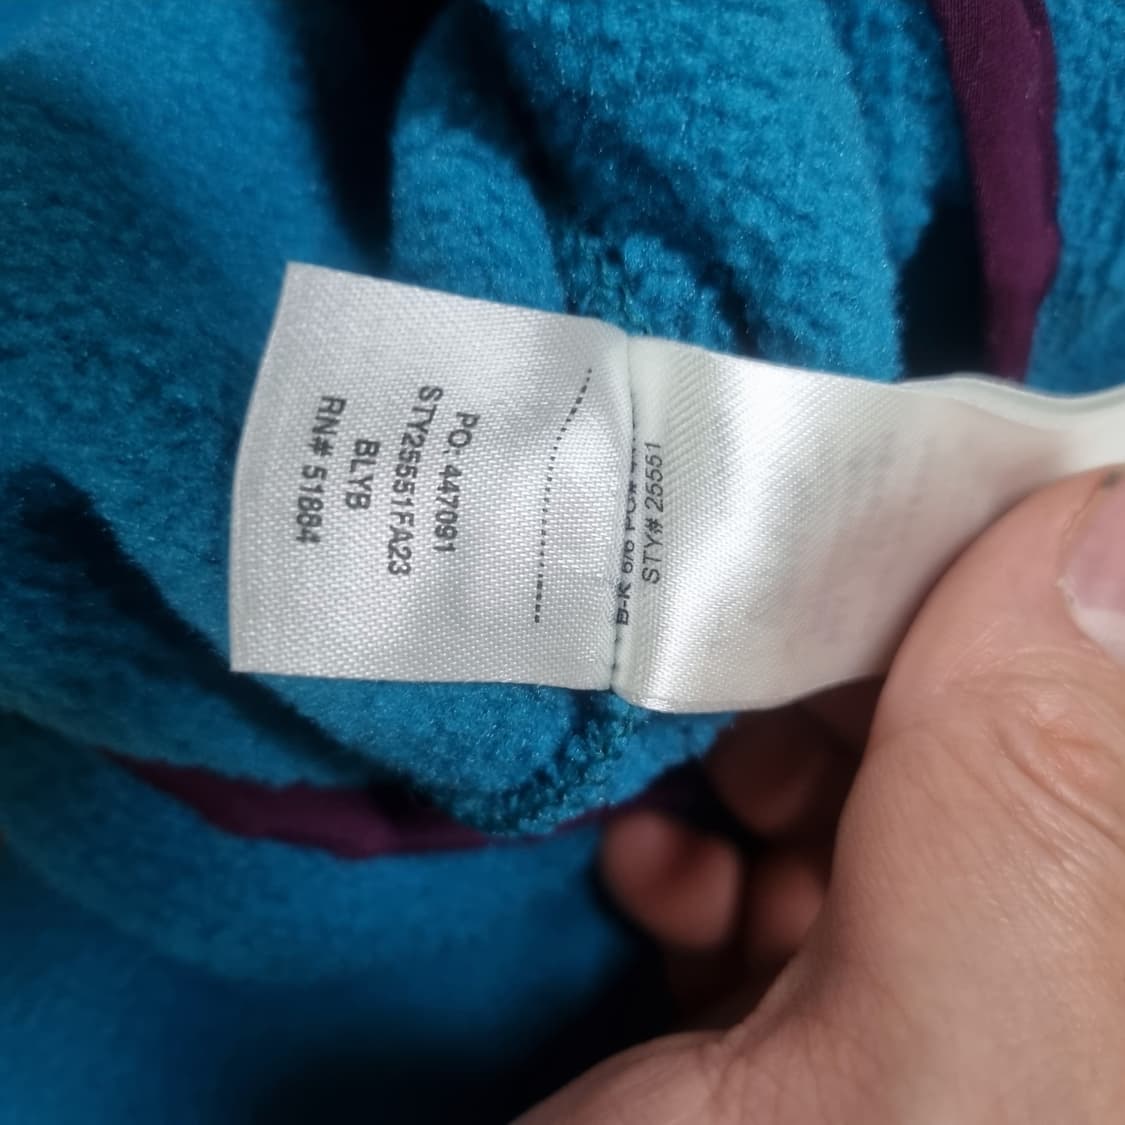 PO: 447091
STY25551FA23
BLYB
RN# 51884
STY# 25551